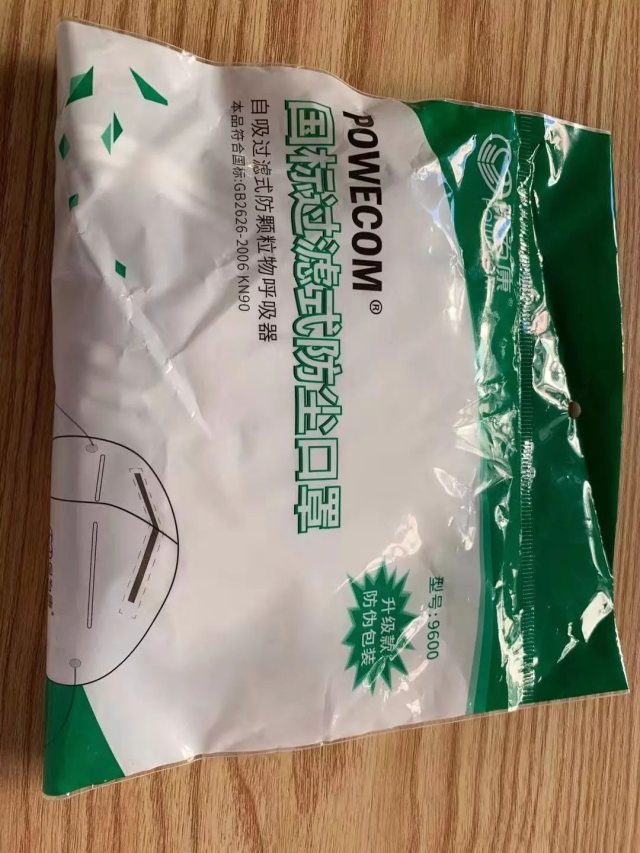 POWECOM®
国标过滤式防尘口罩
自吸过滤式防颗粒物呼吸器
本品符合国标:GB2626-2006 KN90
型号:9600
升级款
防伪包装